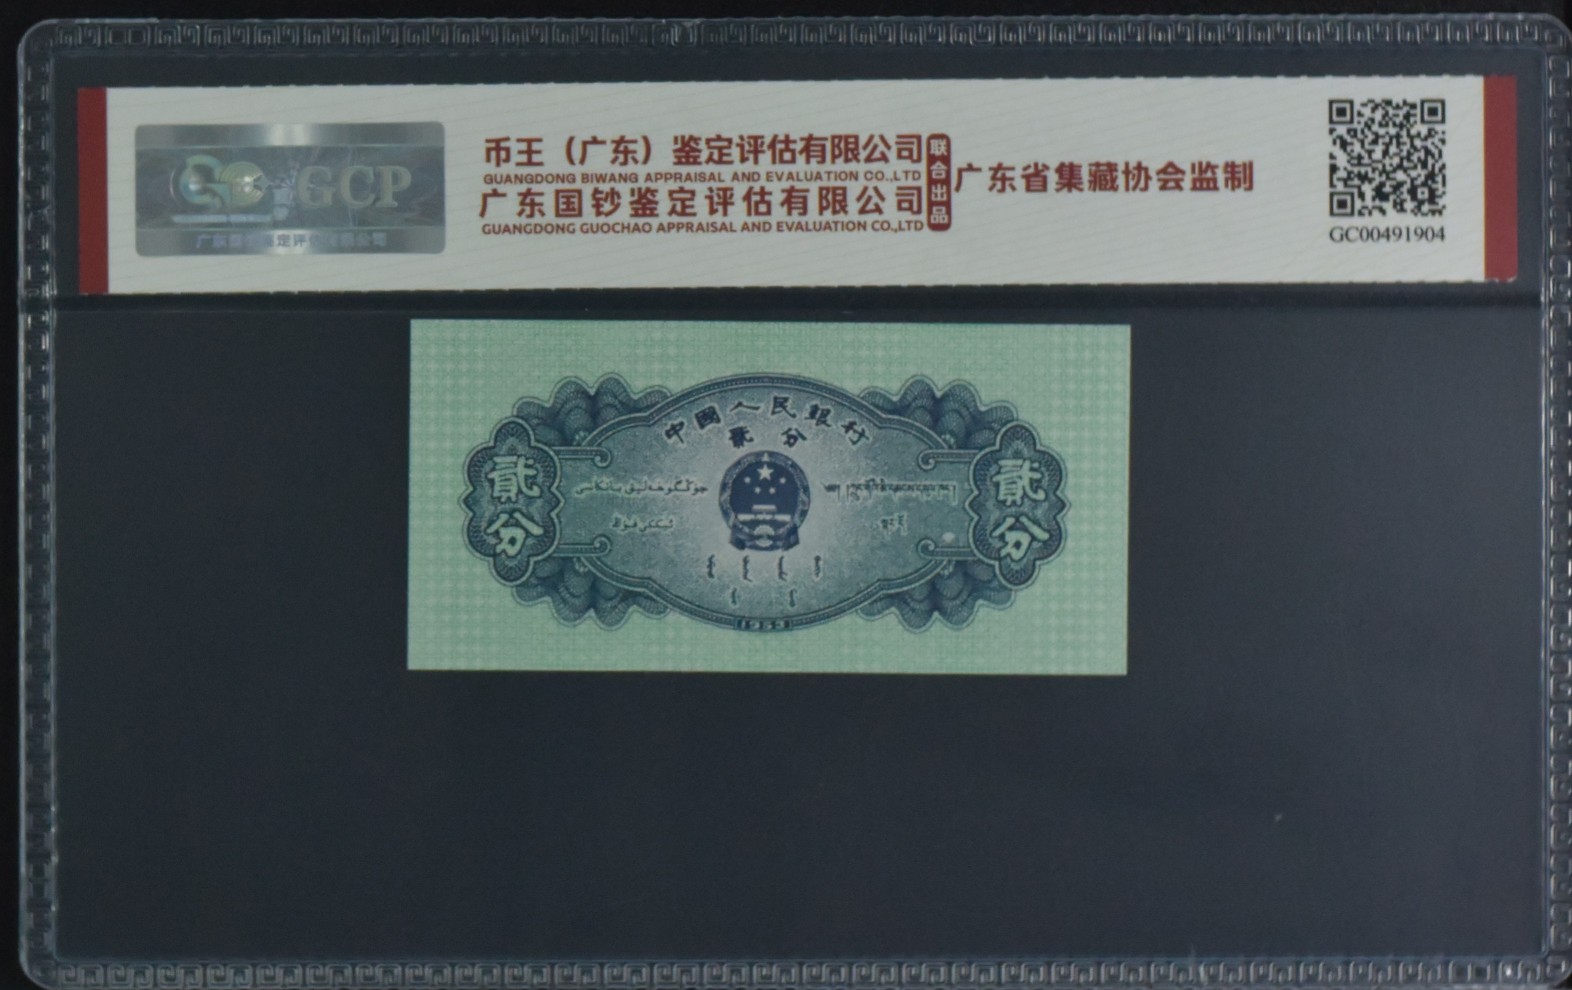 GCP
币王（广东）鉴定评估有限公司
GUANGDONG BIWANG APPRAISAL AND EVALUATION CO.,LTD
广东国钞鉴定评估有限公司
GUANGDONG GUOCHAO APPRAISAL AND EVALUATION CO.,LTD
联合出品
广东省集藏协会监制
GC00491904
中國人民銀行
貳分
貳分
貳分
1953